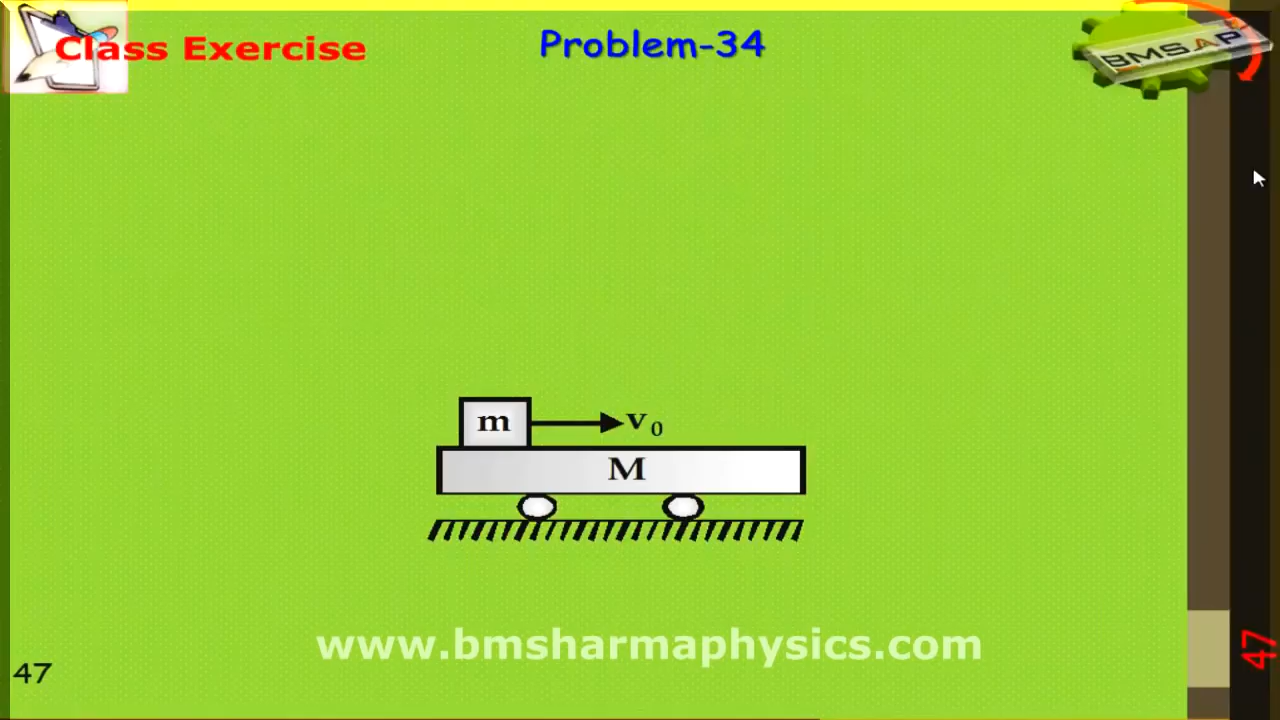 Class Exercise
Problem-34
BMSAP
m
v₀
M
www.bmsharmaphysics.com
47
47